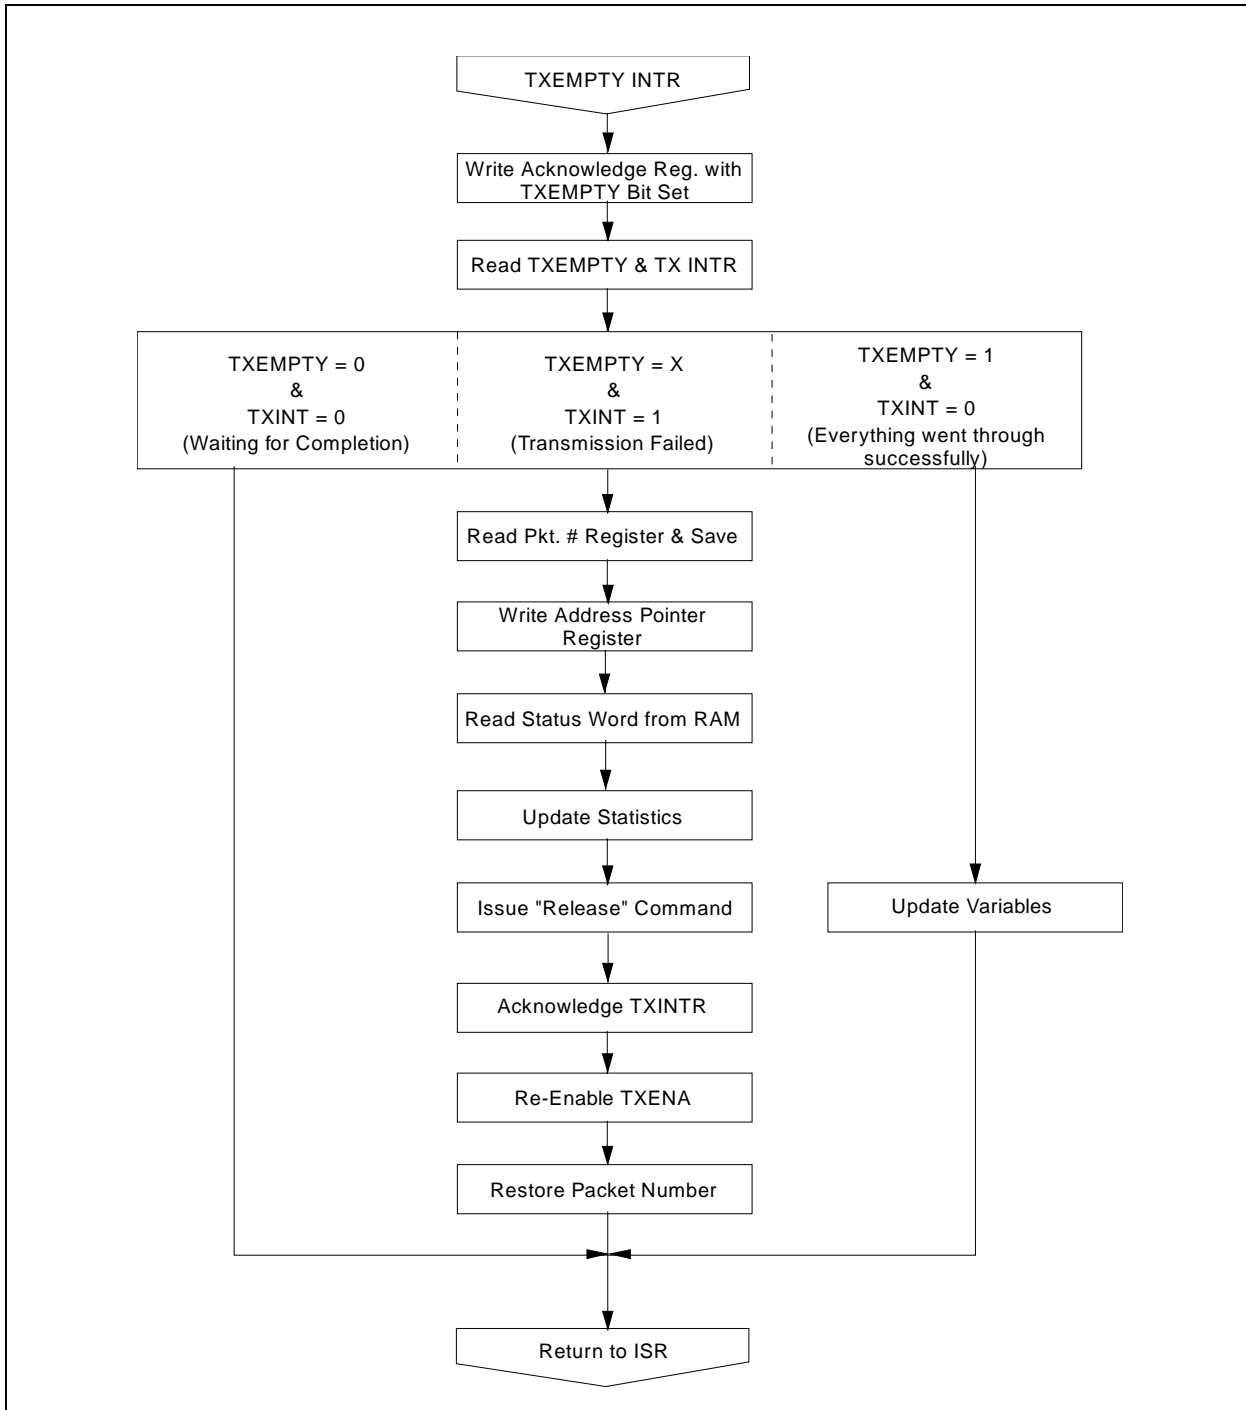 TXEMPTY INTR
Write Acknowledge Reg. with
TXEMPTY Bit Set
Read TXEMPTY & TX INTR
TXEMPTY = 0
&
TXINT = 0
(Waiting for Completion)
TXEMPTY = X
&
TXINT = 1
(Transmission Failed)
TXEMPTY = 1
&
TXINT = 0
(Everything went through
successfully)
Read Pkt. # Register & Save
Write Address Pointer
Register
Read Status Word from RAM
Update Statistics
Issue "Release" Command
Update Variables
Acknowledge TXINTR
Re-Enable TXENA
Restore Packet Number
Return to ISR